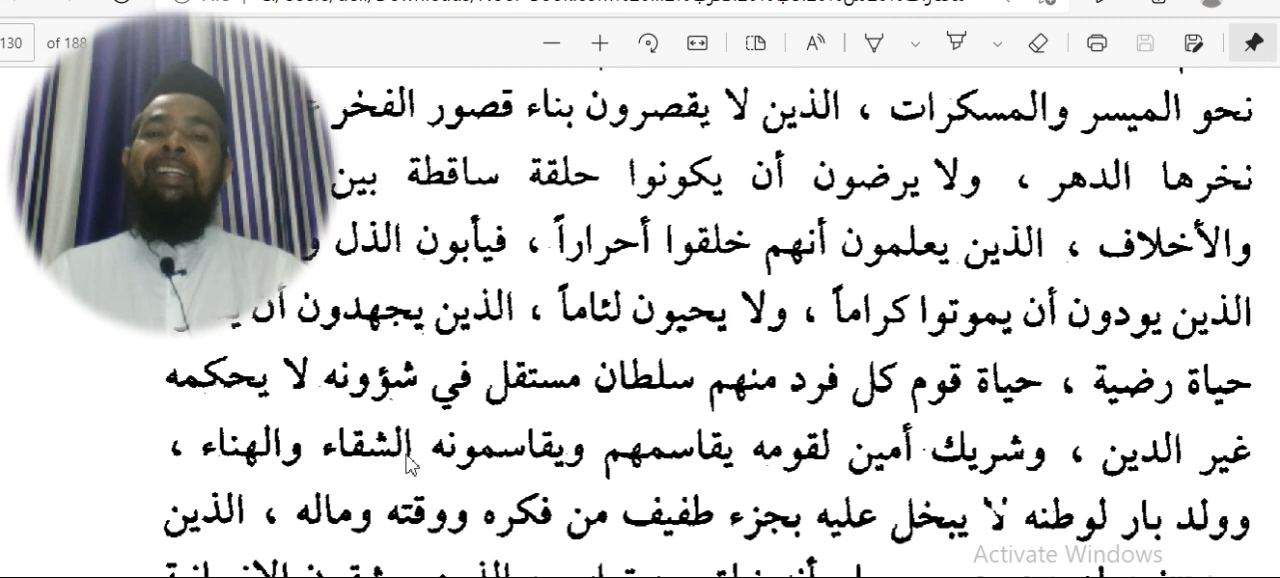 130 of 188
نحو الميسر والمسكرات ، الذين لا يقصرون بناء قصور الفخر
نخرها الدهر ، ولا يرضون أن يكونوا حلقة ساقطة بين
والأخلاف ، الذين يعلمون أنهم خلقوا أحراراً ، فيأبون الذل و
الذين يودون أن يموتوا كراماً ، ولا يحيون لئاماً ، الذين يجهدون أن
حياة رضية ، حياة قوم كل فرد منهم سلطان مستقل في شؤونه لا يحكمه
غير الدين ، وشريك أمين لقومه يقاسمهم ويقاسمونه الشقاء والهناء ،
وولد بار لوطنه لا يبخل عليه بجزء طفيف من فكره ووقته وماله ، الذين
Activate Windows